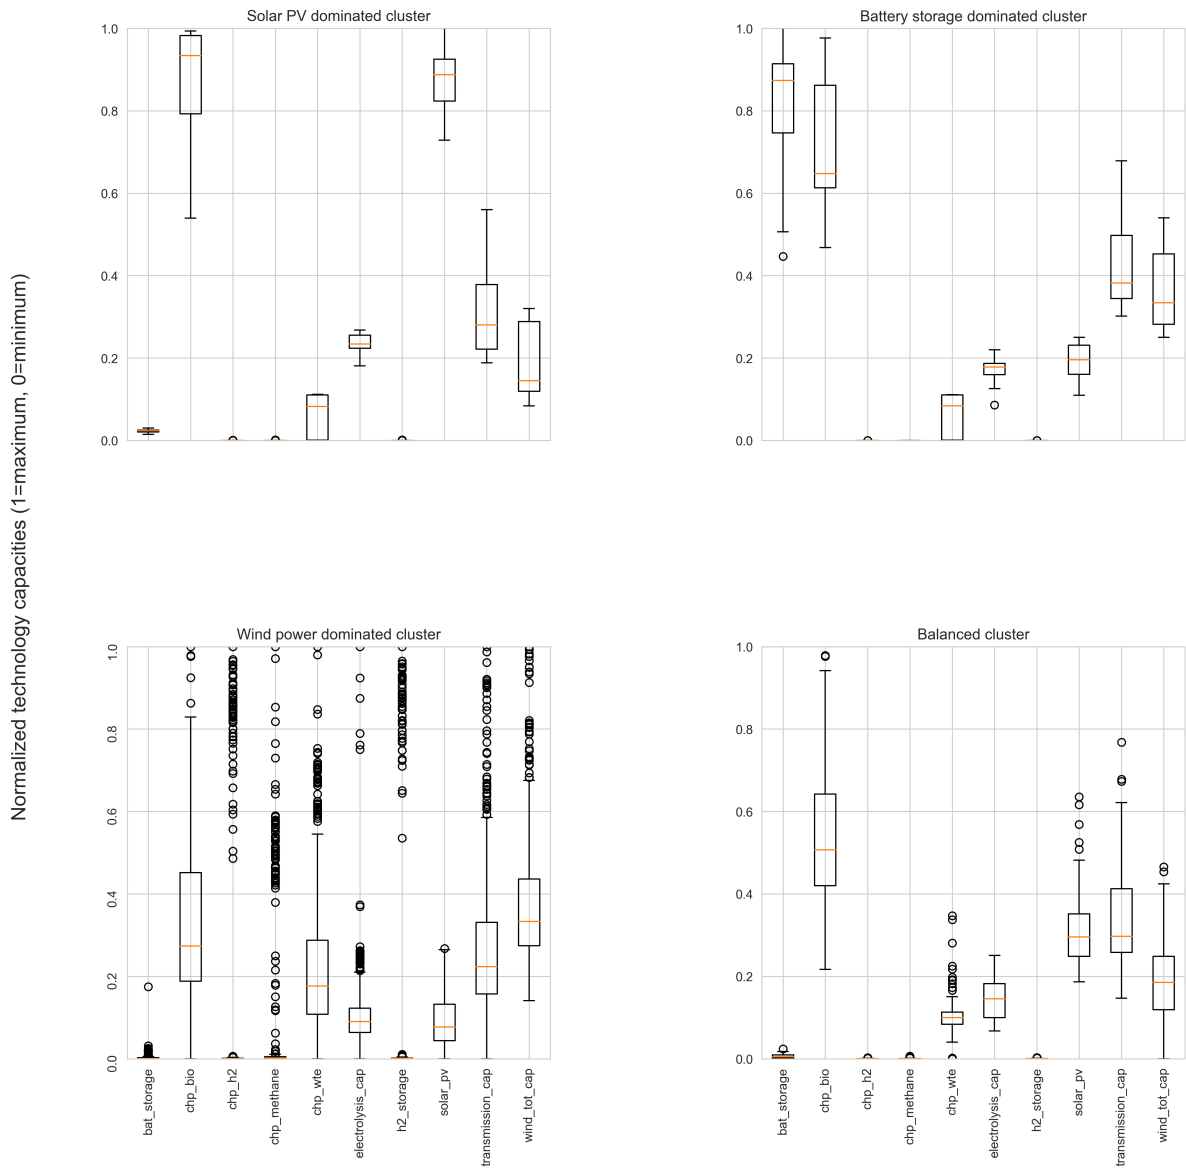 Normalized technology capacities (1=maximum, 0=minimum)
Solar PV dominated cluster
1.0
0.8
0.6
0.4
0.2
0.0
Battery storage dominated cluster
1.0
0.8
0.6
0.4
0.2
0.0
Wind power dominated cluster
1.0
0.8
0.6
0.4
0.2
0.0
bat_storage
chp_bio
chp_h2
chp_methane
chp_wte
electrolysis_cap
h2_storage
solar_pv
transmission_cap
wind_tot_cap
Balanced cluster
1.0
0.8
0.6
0.4
0.2
0.0
bat_storage
chp_bio
chp_h2
chp_methane
chp_wte
electrolysis_cap
h2_storage
solar_pv
transmission_cap
wind_tot_cap